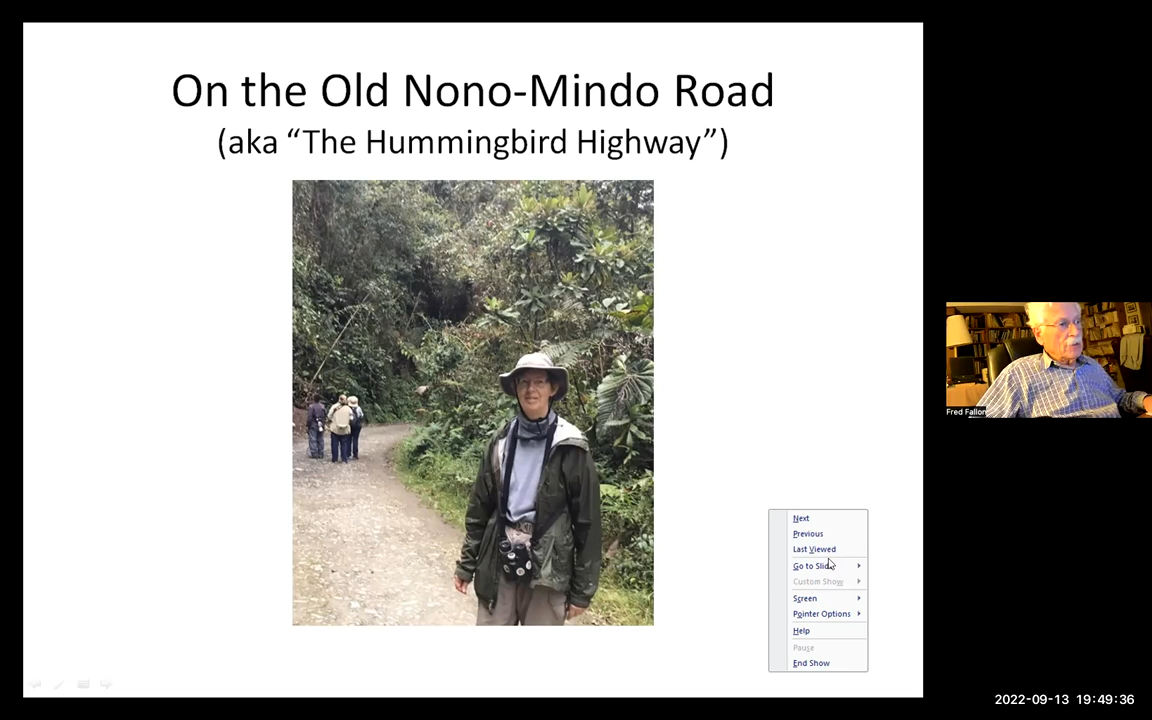 On the Old Nono-Mindo Road
(aka “The Hummingbird Highway”)
Next
Previous
Last Viewed
Go to Slide
Custom Show
Screen
Pointer Options
Help
Pause
End Show
Fred Fallon
2022-09-13 19:49:36